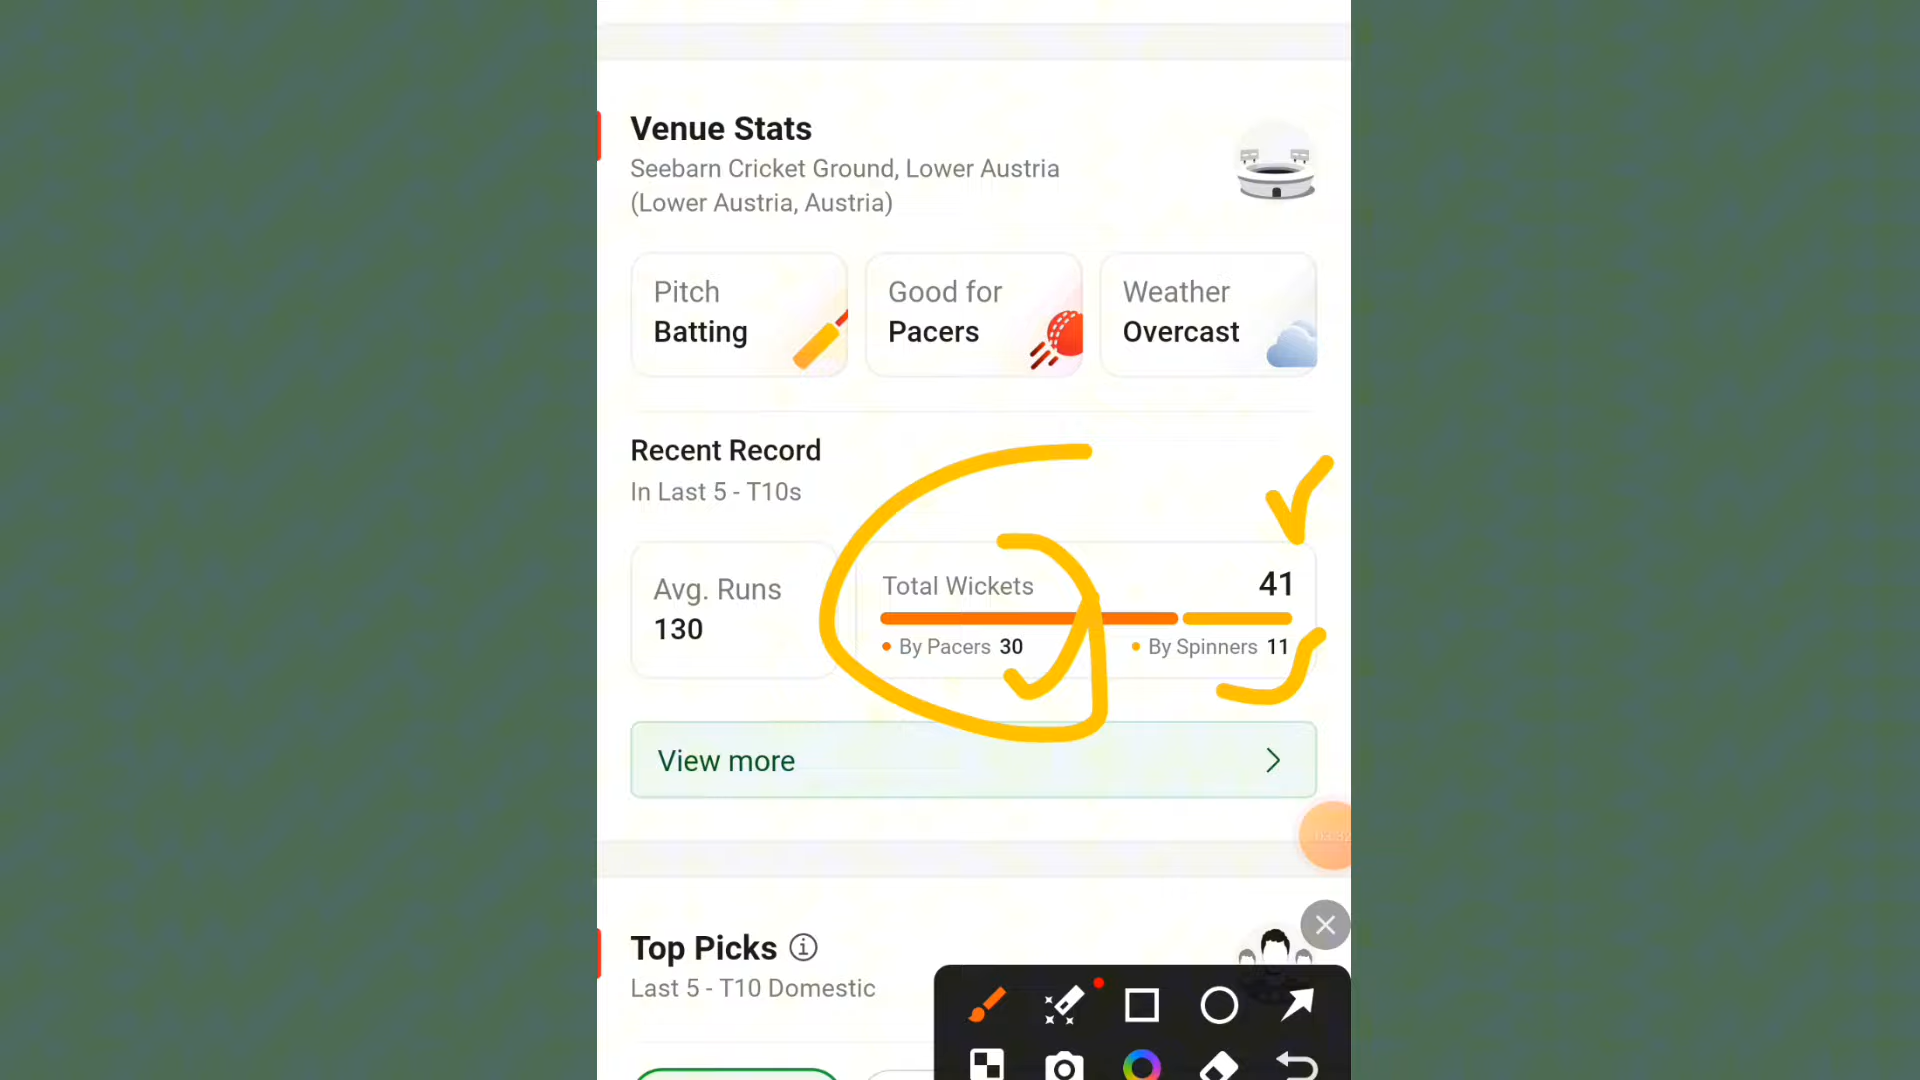 Venue Stats
Seebarn Cricket Ground, Lower Austria
(Lower Austria, Austria)
Pitch
Batting
Good for
Pacers
Weather
Overcast
Recent Record
In Last 5 - T10s
Avg. Runs
130
Total Wickets
41
By Pacers 30
By Spinners 11
View more
Top Picks
Last 5 - T10 Domestic